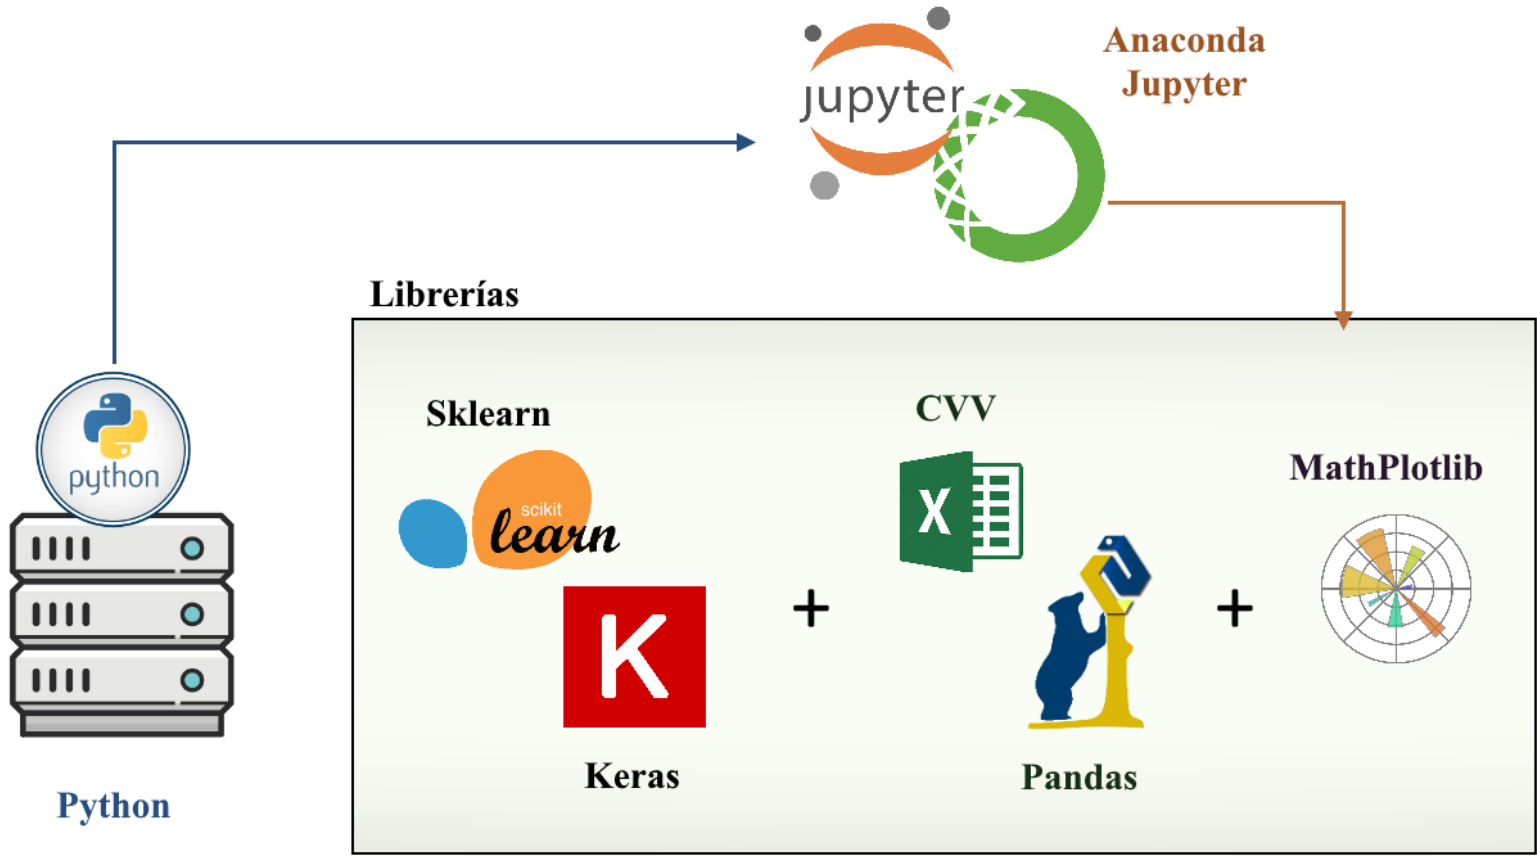 jupyter
Anaconda
Jupyter
Librerías
python
Python
Sklearn
scikit
learn
K
Keras
+
CVV
X
Pandas
+
MathPlotlib